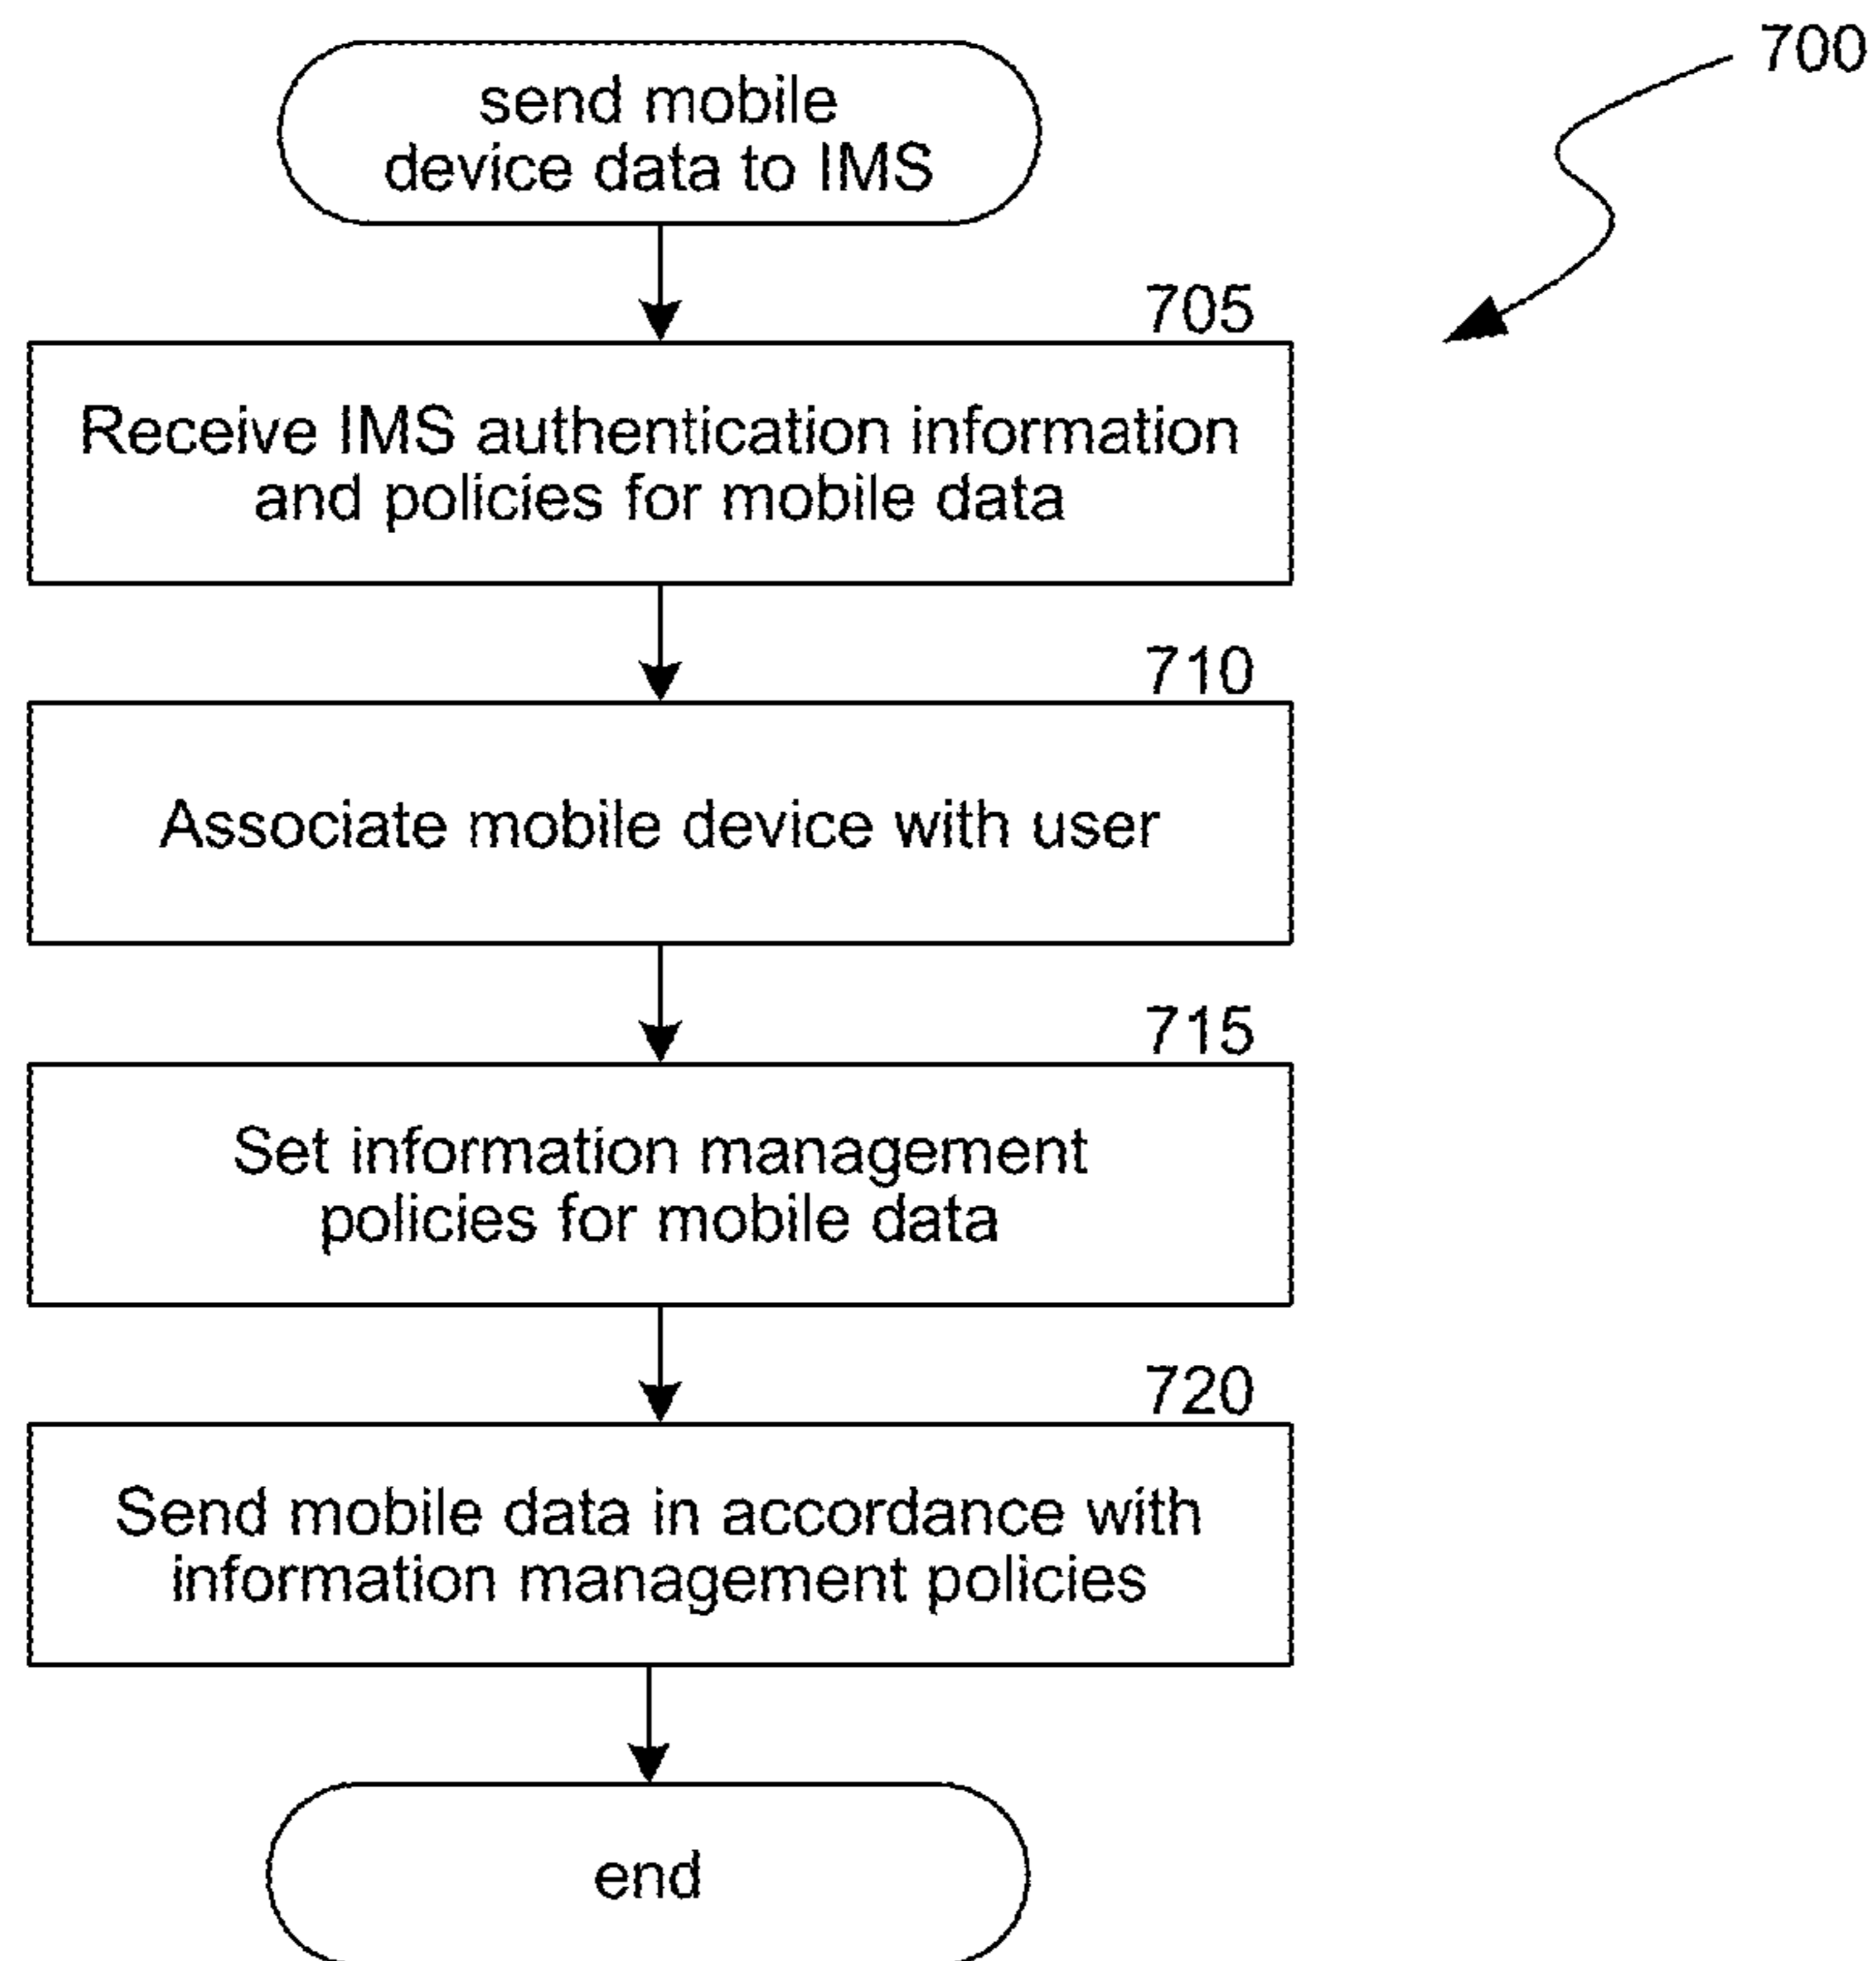 700
send mobile
device data to IMS
705
Receive IMS authentication information
and policies for mobile data
710
Associate mobile device with user
715
Set information management
policies for mobile data
720
Send mobile data in accordance with
information management policies
end